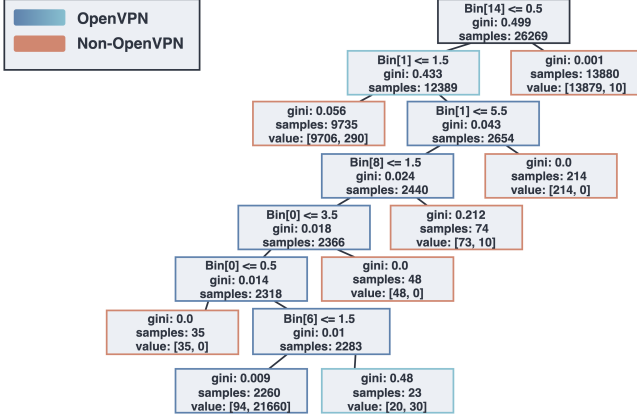 OpenVPN
Non-OpenVPN
Bin[14] <= 0.5
gini: 0.499
samples: 26269
Bin[1] <= 1.5
gini: 0.433
samples: 12389
gini: 0.001
samples: 13880
value: [13879, 10]
gini: 0.056
samples: 9735
value: [9706, 290]
Bin[1] <= 5.5
gini: 0.043
samples: 2654
Bin[8] <= 1.5
gini: 0.024
samples: 2440
gini: 0.0
samples: 214
value: [214, 0]
Bin[0] <= 3.5
gini: 0.018
samples: 2366
gini: 0.212
samples: 74
value: [73, 10]
Bin[0] <= 0.5
gini: 0.014
samples: 2318
gini: 0.0
samples: 48
value: [48, 0]
gini: 0.0
samples: 35
value: [35, 0]
Bin[6] <= 1.5
gini: 0.01
samples: 2283
gini: 0.009
samples: 2260
value: [94, 21660]
gini: 0.48
samples: 23
value: [20, 30]